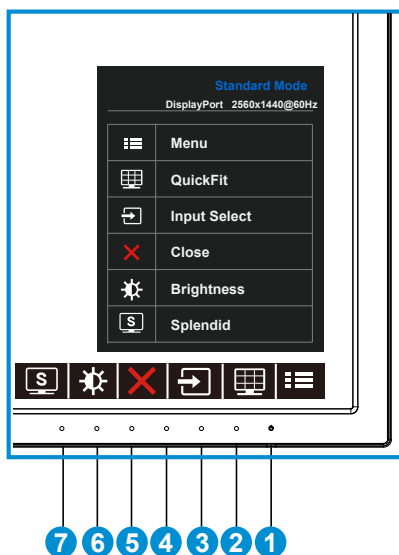 Standard Mode
DisplayPort 2560x1440@60Hz
Menu
QuickFit
Input Select
Close
Brightness
S Splendid
S
7 6 5 4 3 2 1